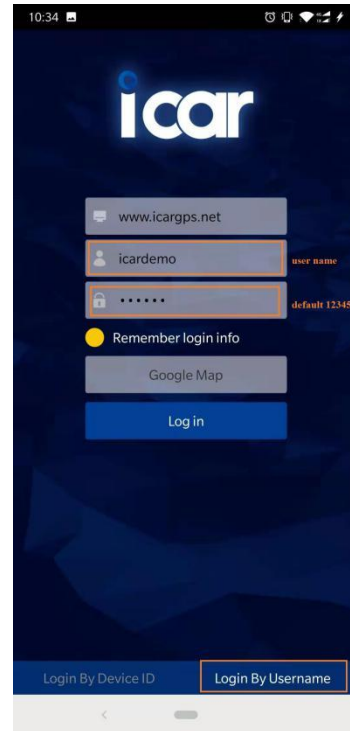 10:34
icar
www.icargps.net
icardemo
user name
default 12345
Remember login info
Google Map
Log in
Login By Device ID
Login By Username